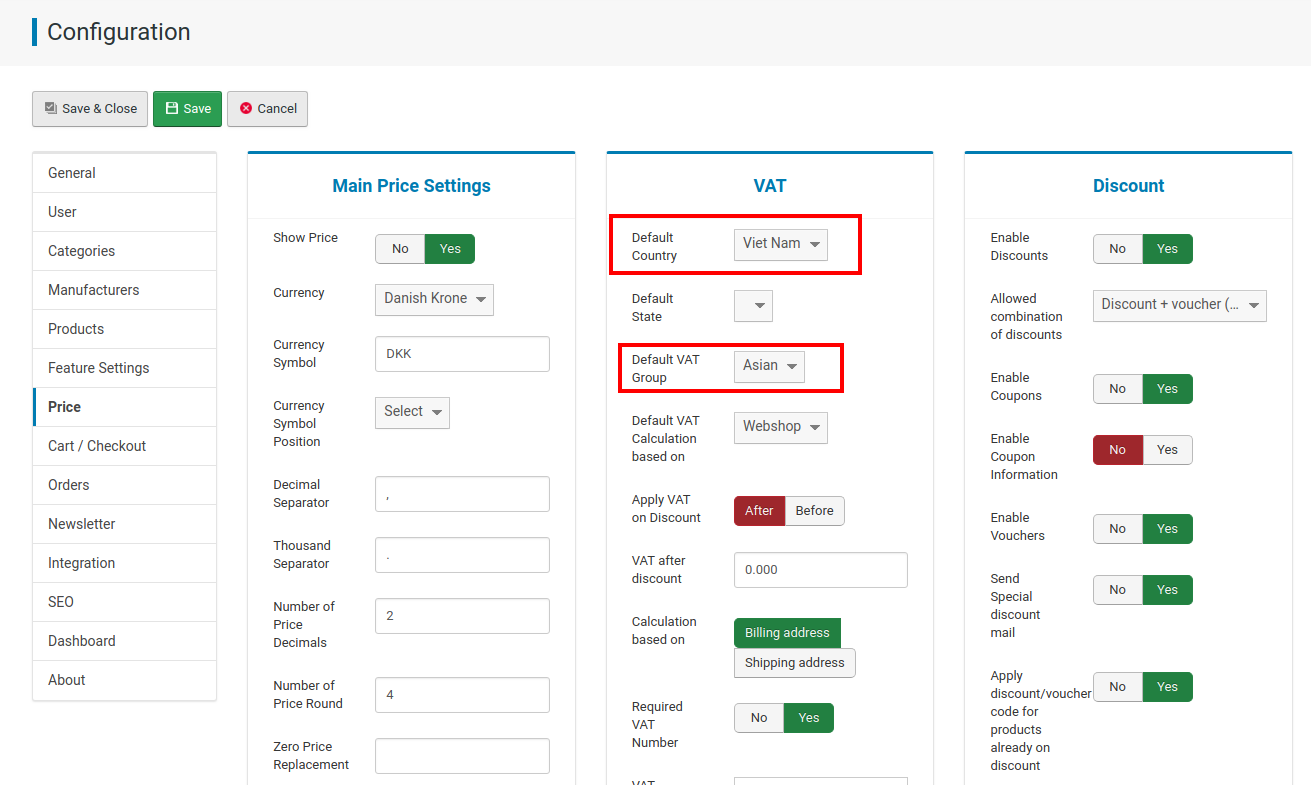 Configuration
Save & Close
Save
Cancel
General
User
Categories
Manufacturers
Products
Feature Settings
Price
Cart / Checkout
Orders
Newsletter
Integration
SEO
Dashboard
About
Main Price Settings
Show Price
No
Yes
Currency
Danish Krone
Currency
Symbol
DKK
Currency
Symbol
Position
Select
Decimal
Separator
,
Thousand
Separator
.
Number of
Price
Decimals
2
Number of
Price Round
4
Zero Price
Replacement
VAT
Default
Country
Viet Nam
Default
State
Default VAT
Group
Asian
Default VAT
Calculation
based on
Webshop
Apply VAT
on Discount
After
Before
VAT after
discount
0.000
Calculation
based on
Billing address
Shipping address
Required
VAT
Number
No
Yes
VAT
Discount
Enable
Discounts
No
Yes
Allowed
combination
of discounts
Discount + voucher (...
Enable
Coupons
No
Yes
Enable
Coupon
Information
No
Yes
Enable
Vouchers
No
Yes
Send
Special
discount
mail
No
Yes
Apply
discount/voucher
code for
products
already on
discount
No
Yes